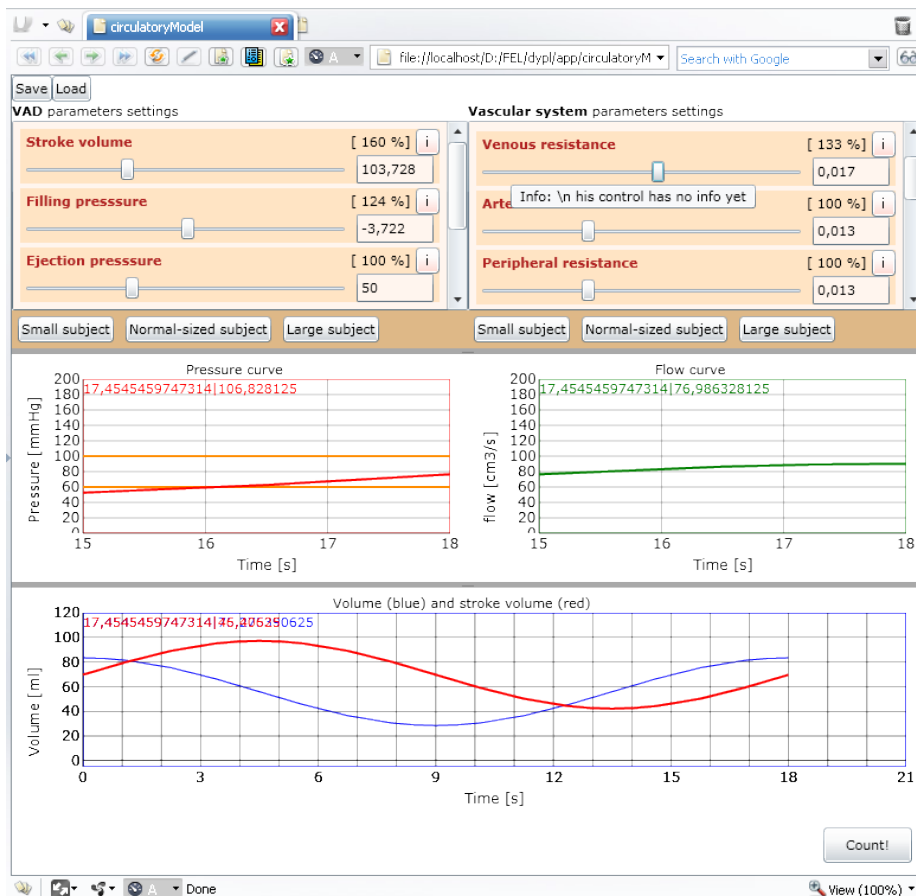 circulatoryModel
A
file://localhost/D:/FEL/dypl/app/circulatoryM
Search with Google
Save Load
VAD parameters settings
Vascular system parameters settings
Stroke volume [ 160 %] i
103,728
Filling presssure [ 124 %] i
-3,722
Ejection presssure [ 100 %] i
50
Venous resistance [ 133 %] i
0,017
Info: \n his control has no info yet
Arte [ 100 %] i
0,013
Peripheral resistance [ 100 %] i
0,013
Small subject Normal-sized subject Large subject
Small subject Normal-sized subject Large subject
Pressure curve
17,4545459747314|106,828125
Pressure [mmHg]
200
180
160
140
120
100
80
60
40
20
0
15 16 17 18
Time [s]
Flow curve
17,4545459747314|76,986328125
flow [cm3/s]
200
180
160
140
120
100
80
60
40
20
0
15 16 17 18
Time [s]
Volume (blue) and stroke volume (red)
Volume [ml]
120
100
80
60
40
20
0
0 3 6 9 12 15 18 21
Time [s]
Count!
A Done View (100%)